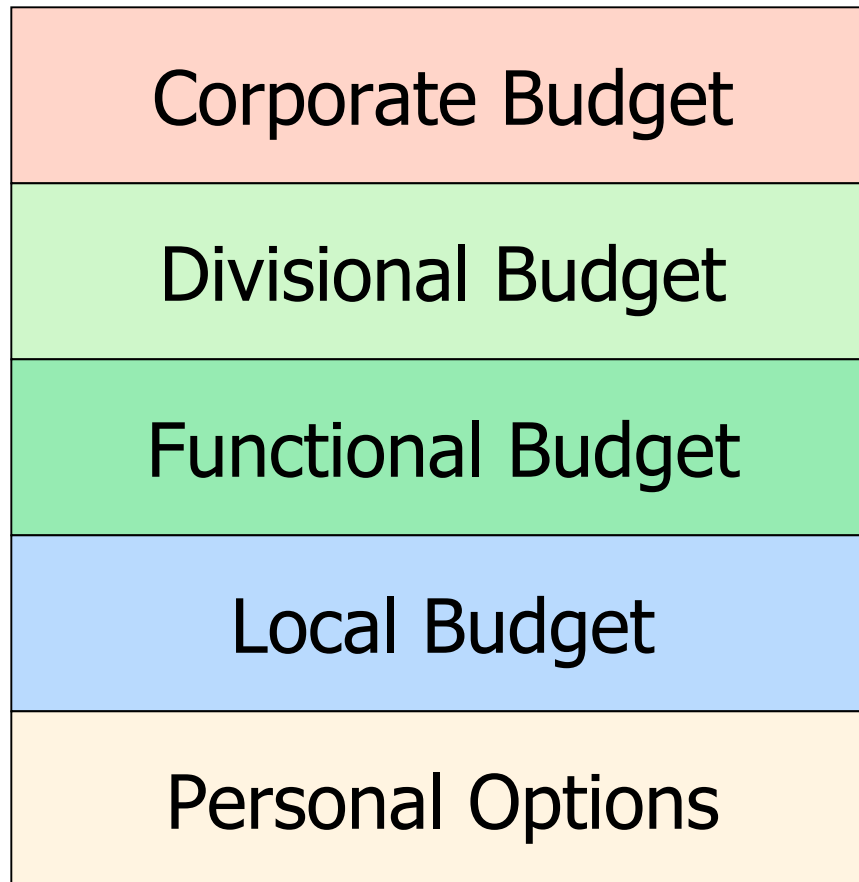 Corporate Budget
Divisional Budget
Functional Budget
Local Budget
Personal Options